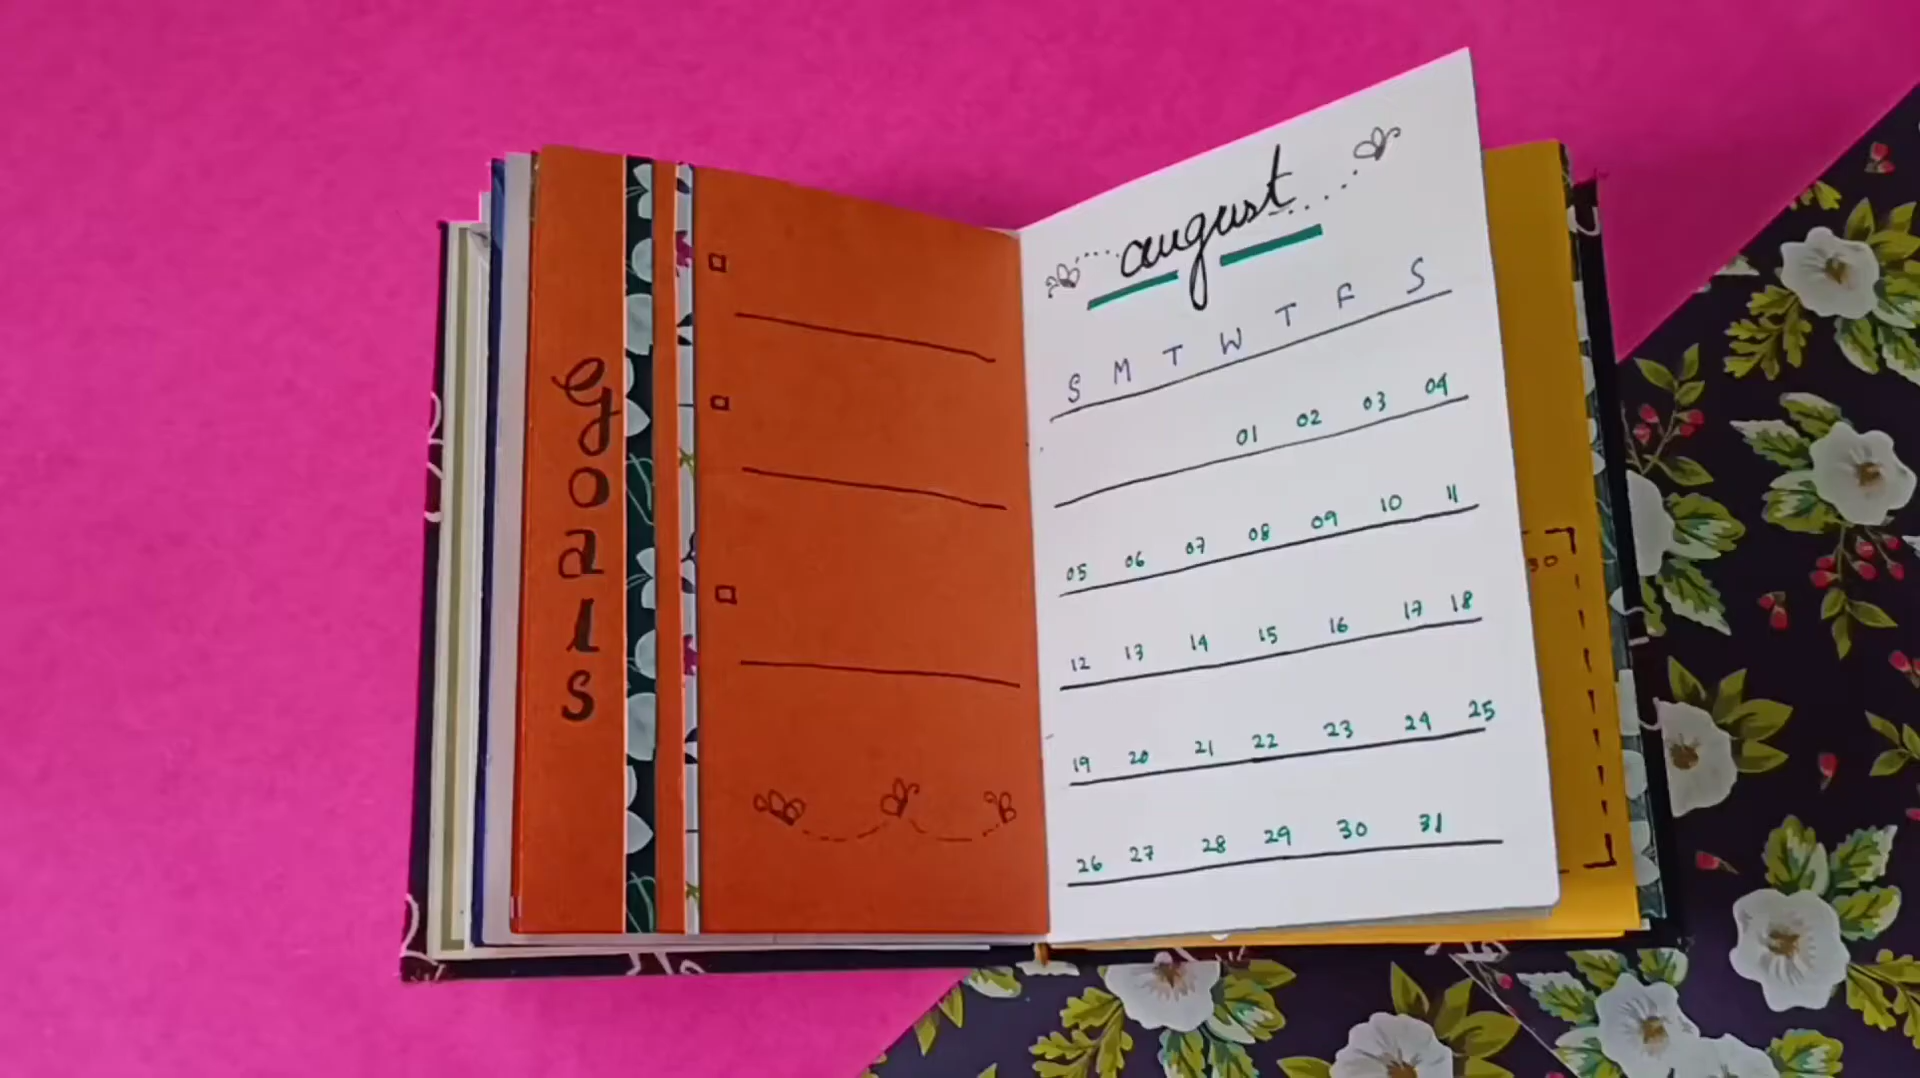 Goals
august
S M T W T F S
01 02 03 04
05 06 07 08 09 10 11
12 13 14 15 16 17 18
19 20 21 22 23 24 25
26 27 28 29 30 31
30